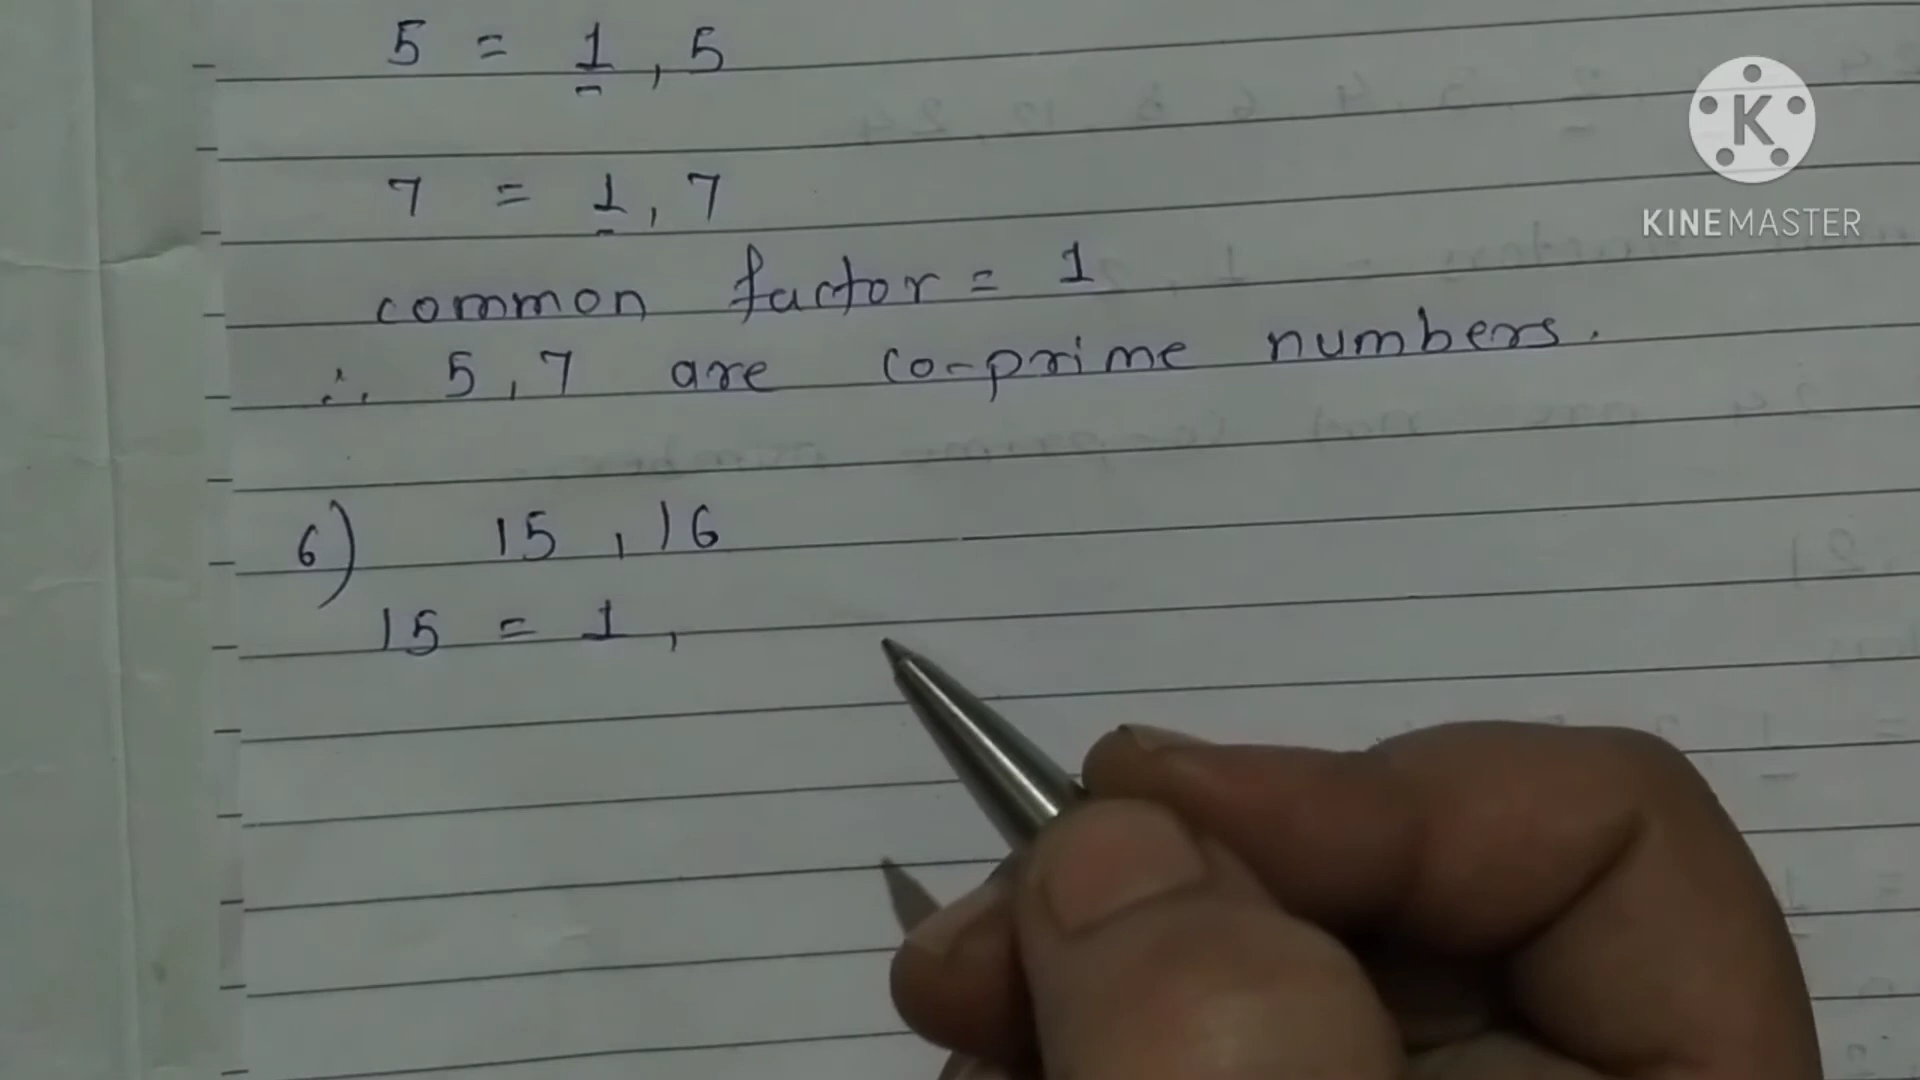 5 = 1, 5
7 = 1, 7
common factor = 1
∴ 5, 7 are co-prime numbers.
6) 15, 16
15 = 1,
K
KINEMASTER